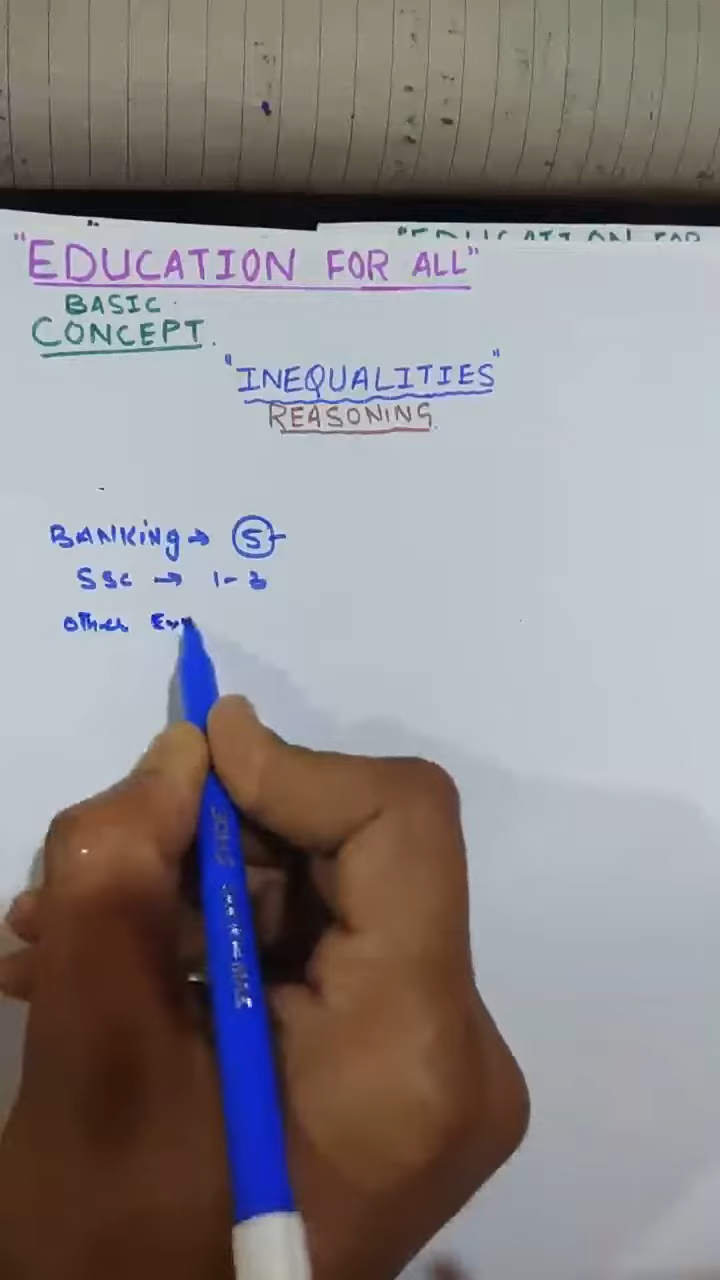 "EDUCATION FOR ALL"
BASIC
CONCEPT.
"INEQUALITIES"
REASONING.
BANKiNg → 5
SSC → 1-3
other